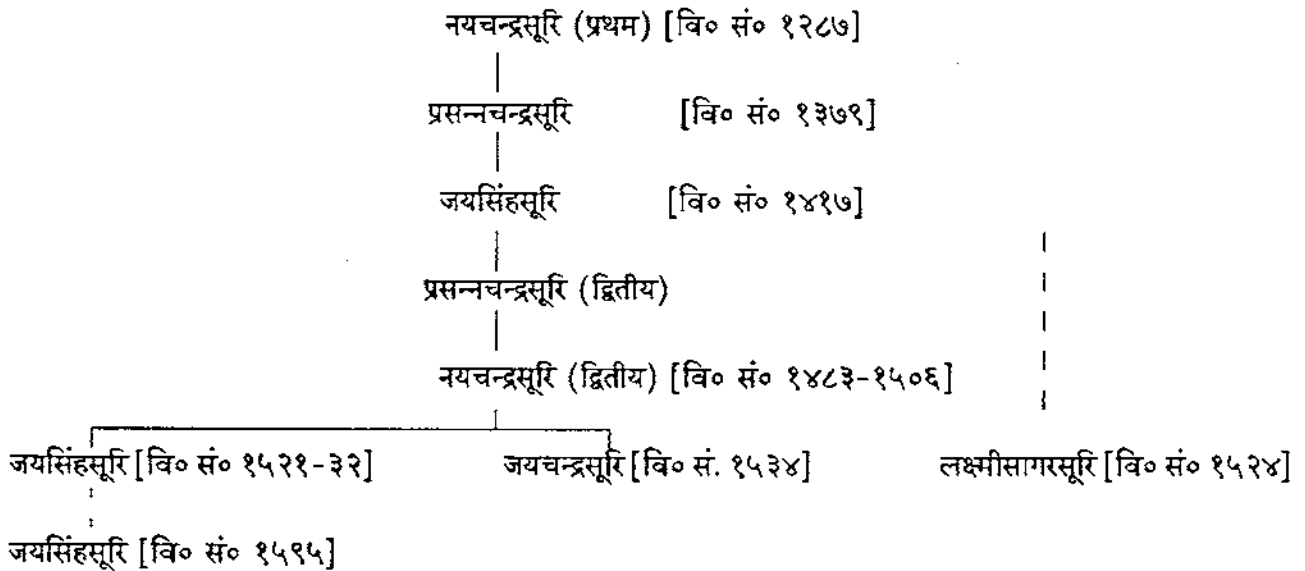 नयचन्द्रसूरि (प्रथम) [वि० सं० १२८७]
प्रसन्नचन्द्रसूरि [वि० सं० १३७९]
जयसिंहसूरि [वि० सं० १४१७]
प्रसन्नचन्द्रसूरि (द्वितीय)
नयचन्द्रसूरि (द्वितीय) [वि० सं० १४८३-१५०६]
जयसिंहसूरि [वि० सं० १५२१-३२] जयचन्द्रसूरि [वि० सं. १५३४] लक्ष्मीसागरसूरि [वि० सं० १५२४]
जयसिंहसूरि [वि० सं० १५९५]